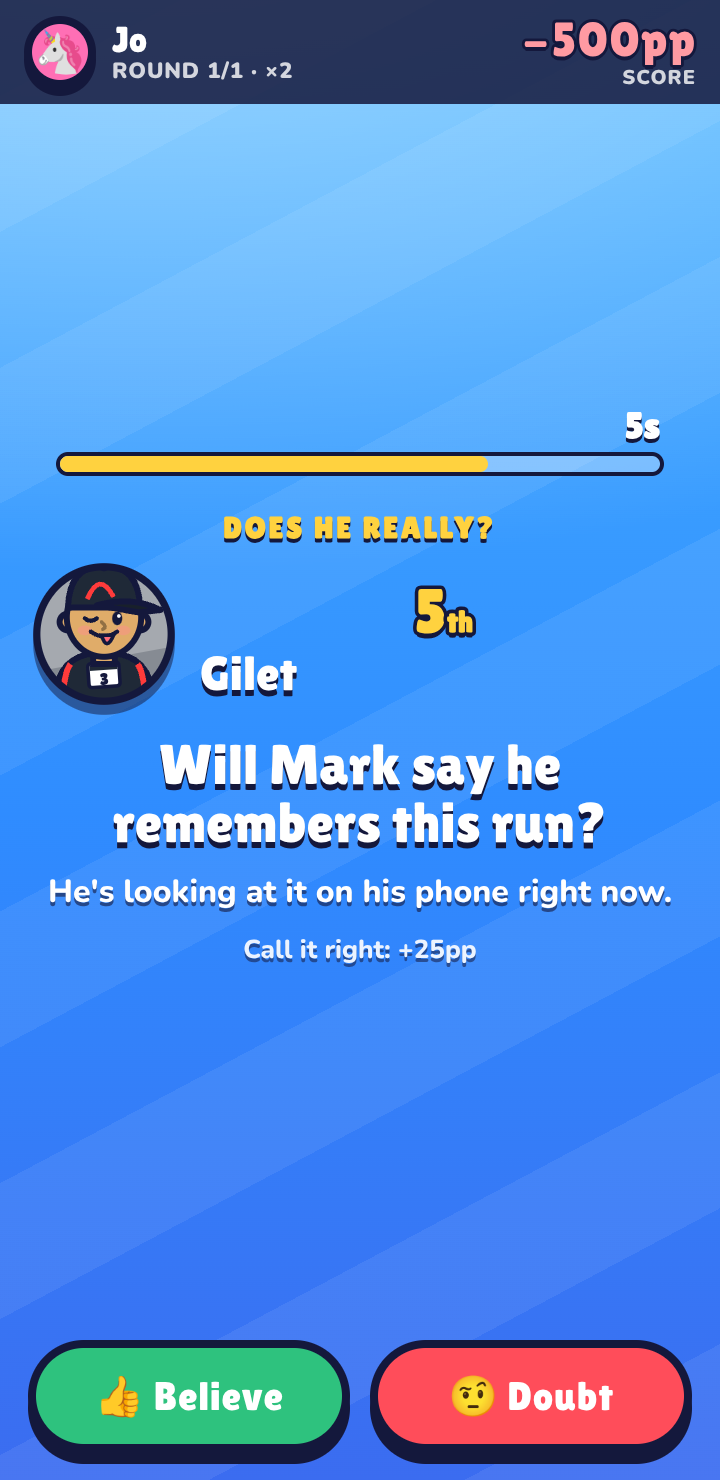 Jo
ROUND 1/1 · ×2
−500pp
SCORE
5s
DOES HE REALLY?
3
5th
Gilet
Will Mark say he
remembers this run?
He's looking at it on his phone right now.
Call it right: +25pp
👍 Believe
🤨 Doubt